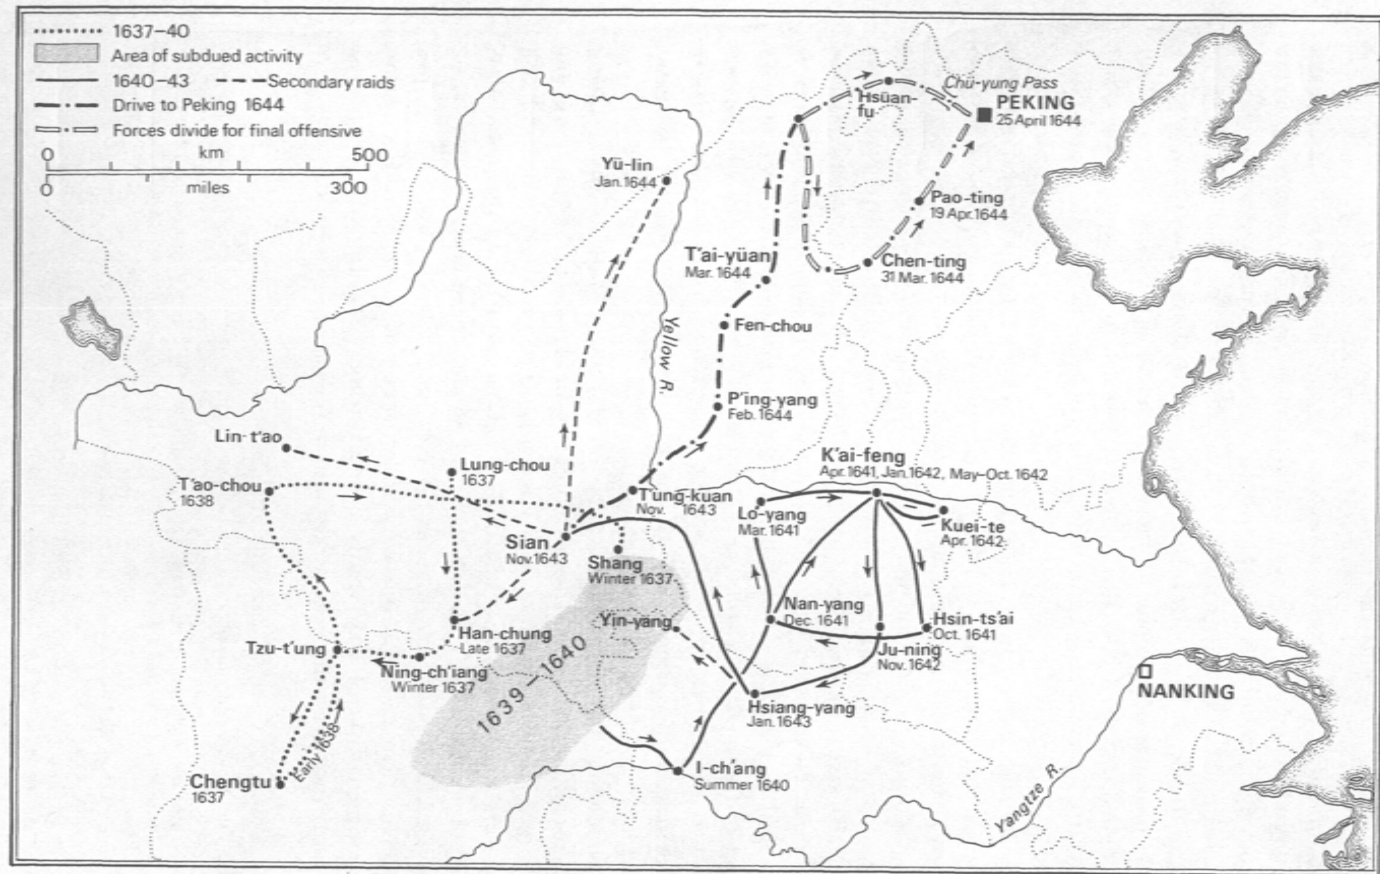 1637–40
Area of subdued activity
1640–43 Secondary raids
Drive to Peking 1644
Forces divide for final offensive
0 km 500
0 miles 300
Chü-yung Pass
Hsüan-
fu
PEKING
25 April 1644
Yü-lin
Jan. 1644
Pao-ting
19 Apr. 1644
T'ai-yüan
Mar. 1644
Chen-ting
31 Mar. 1644
Fen-chou
Yellow R.
P'ing-yang
Feb. 1644
Lin-t'ao
K'ai-feng
Apr. 1641, Jan. 1642, May–Oct. 1642
Lung-chou
1637
T'ao-chou
1638
T'ung-kuan
Nov. 1643
Lo-yang
Mar. 1641
Kuei-te
Apr. 1642
Sian
Nov. 1643
Shang
Winter 1637
Nan-yang
Dec. 1641
Hsin-ts'ai
Oct. 1641
Yin-yang
Han-chung
Late 1637
Tzu-t'ung
Ning-ch'iang
Winter 1637
Ju-ning
Nov. 1642
1639–1640
NANKING
Hsiang-yang
Jan. 1643
Early 1638
Chengtu
1637
I-ch'ang
Summer 1640
Yangtze R.